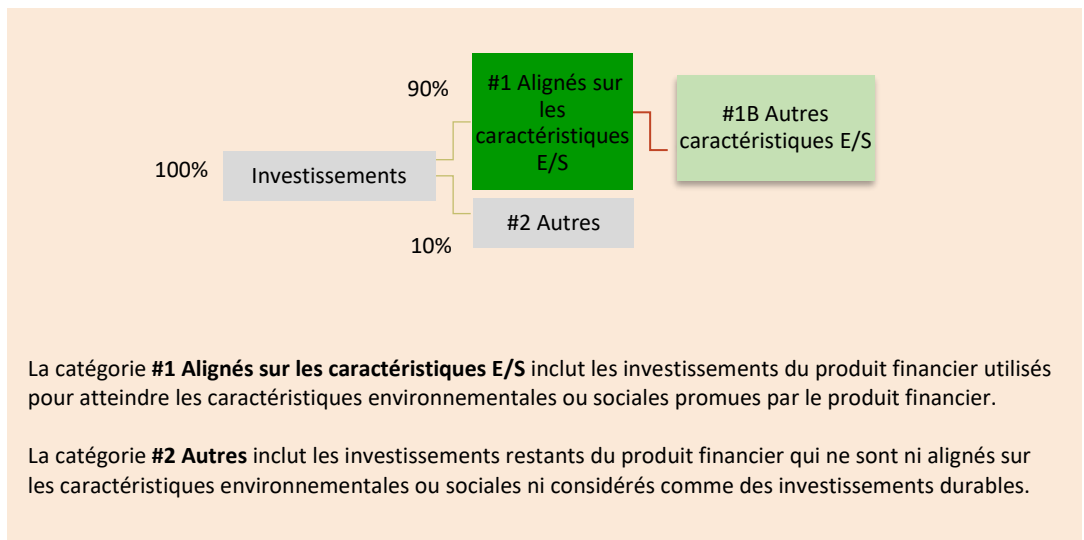 90%
#1 Alignés sur
les
caractéristiques
E/S
#1B Autres
caractéristiques E/S
100%
Investissements
#2 Autres
10%
La catégorie #1 Alignés sur les caractéristiques E/S inclut les investissements du produit financier utilisés
pour atteindre les caractéristiques environnementales ou sociales promues par le produit financier.
La catégorie #2 Autres inclut les investissements restants du produit financier qui ne sont ni alignés sur
les caractéristiques environnementales ou sociales ni considérés comme des investissements durables.